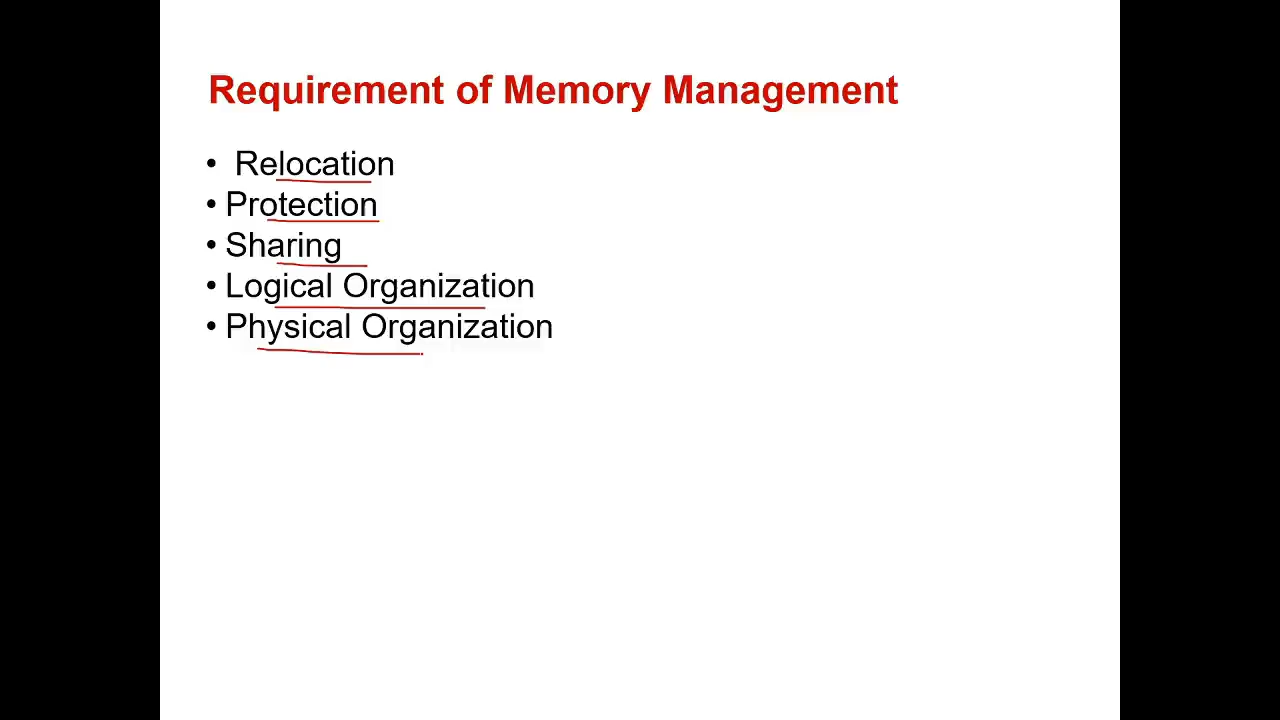 Requirement of Memory Management
• Relocation
• Protection
• Sharing
• Logical Organization
• Physical Organization